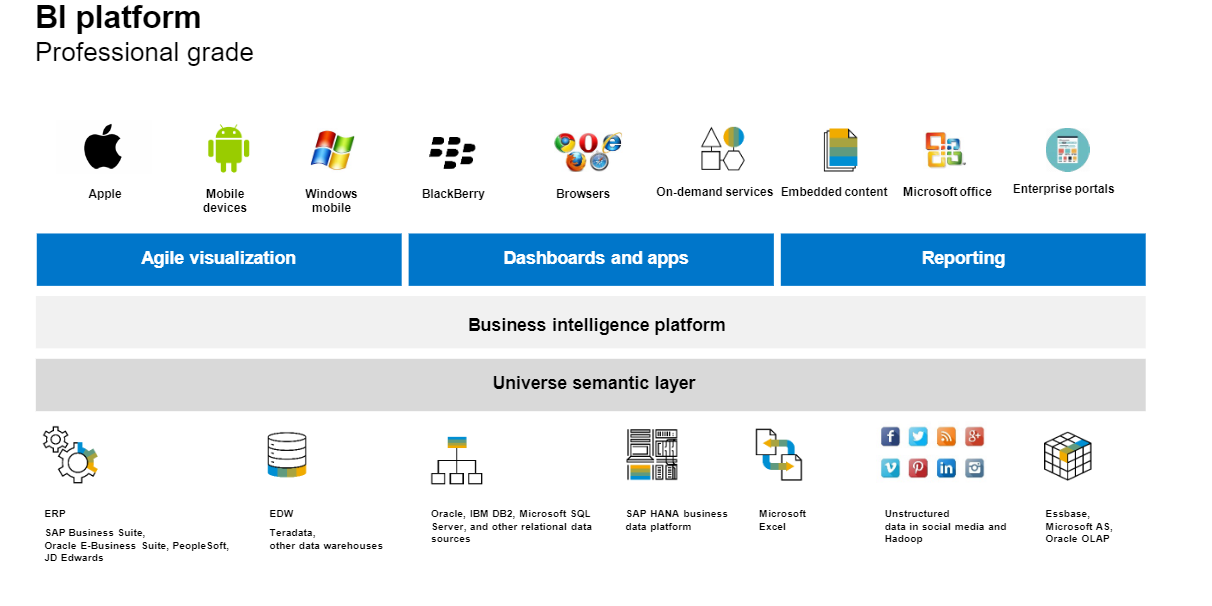 BI platform
Professional grade
Apple
Mobile
devices
Windows
mobile
BlackBerry
Browsers
On-demand services
Embedded content
Microsoft office
Enterprise portals
Agile visualization
Dashboards and apps
Reporting
Business intelligence platform
Universe semantic layer
ERP
SAP Business Suite,
Oracle E-Business Suite, PeopleSoft,
JD Edwards
EDW
Teradata,
other data warehouses
Oracle, IBM DB2, Microsoft SQL
Server, and other relational data
sources
SAP HANA business
data platform
Microsoft
Excel
Unstructured
data in social media and
Hadoop
Essbase,
Microsoft AS,
Oracle OLAP